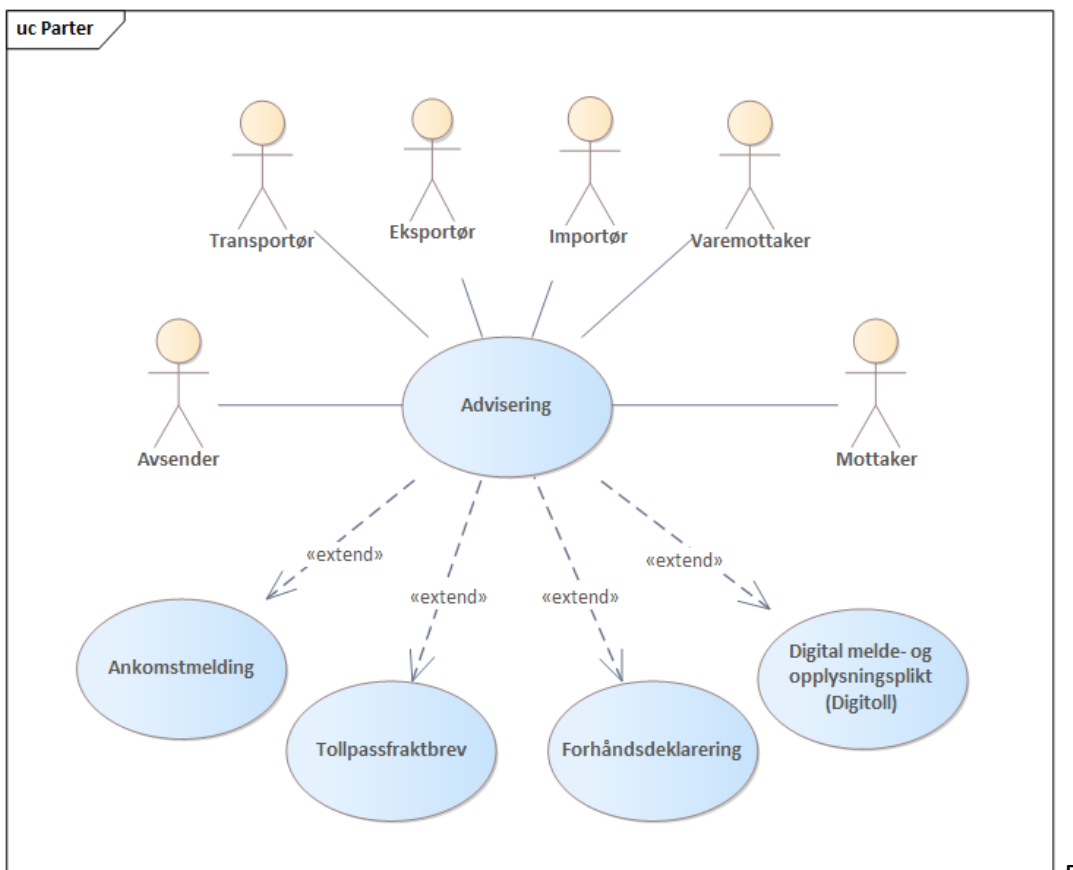 uc Parter
Transportør
Eksportør
Importør
Varemottaker
Avsender
Advisering
Mottaker
«extend»
«extend»
«extend»
«extend»
Ankomstmelding
Tollpassfraktbrev
Forhåndsdeklarering
Digital melde- og
opplysningsplikt
(Digitoll)